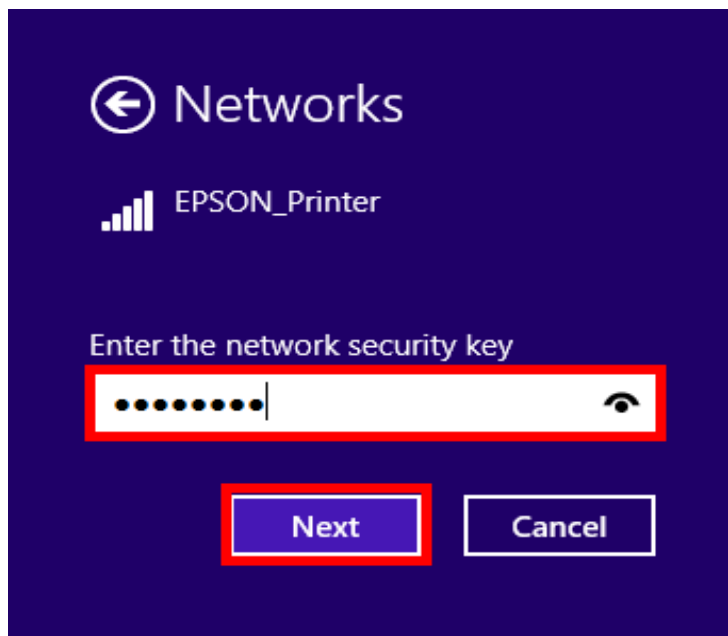 Networks
EPSON_Printer
Enter the network security key
••••••••
Next
Cancel